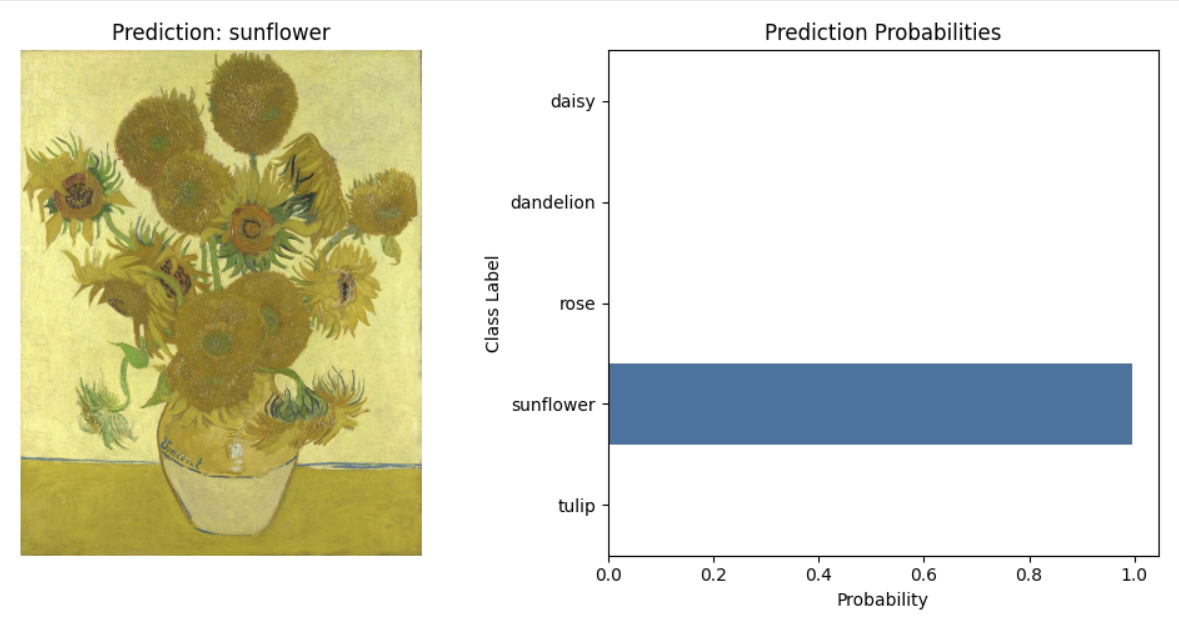 Prediction: sunflower
Vincent
Prediction Probabilities
Class Label
daisy
dandelion
rose
sunflower
tulip
0.0 0.2 0.4 0.6 0.8 1.0
Probability